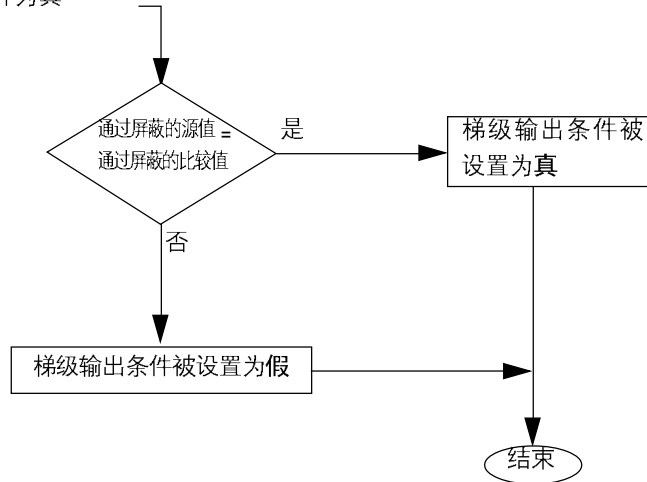 通过屏蔽的源值 =
通过屏蔽的比较值
是
梯级输出条件被
设置为真
否
梯级输出条件被设置为假
结束